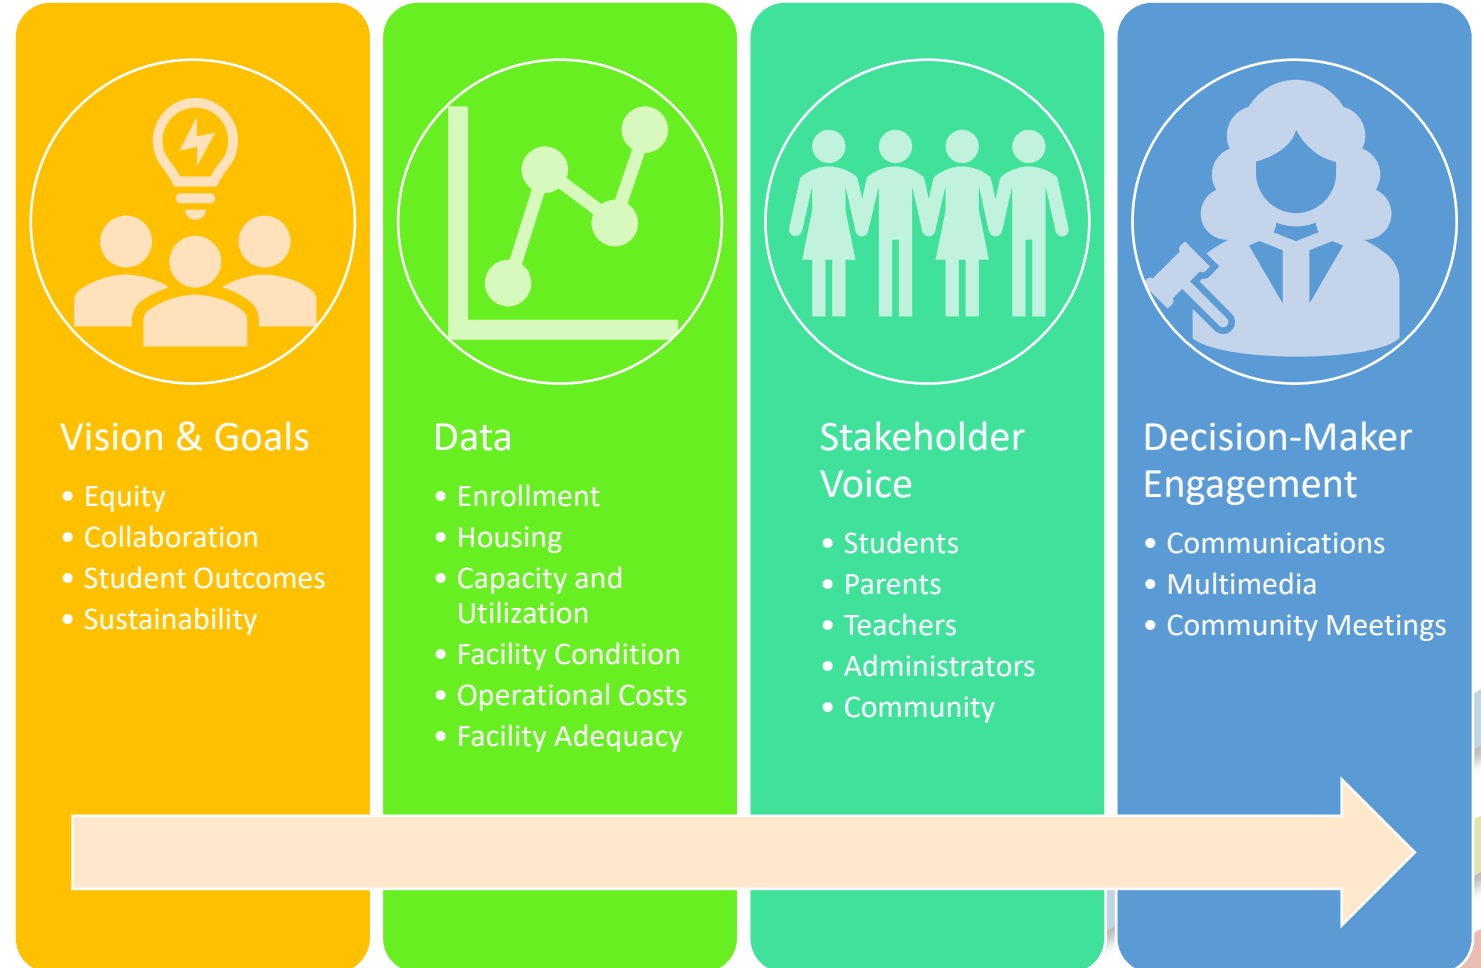 Vision & Goals
• Equity
• Collaboration
• Student Outcomes
• Sustainability
Data
• Enrollment
• Housing
• Capacity and
Utilization
• Facility Condition
• Operational Costs
• Facility Adequacy
Stakeholder
Voice
• Students
• Parents
• Teachers
• Administrators
• Community
Decision-Maker
Engagement
• Communications
• Multimedia
• Community Meetings